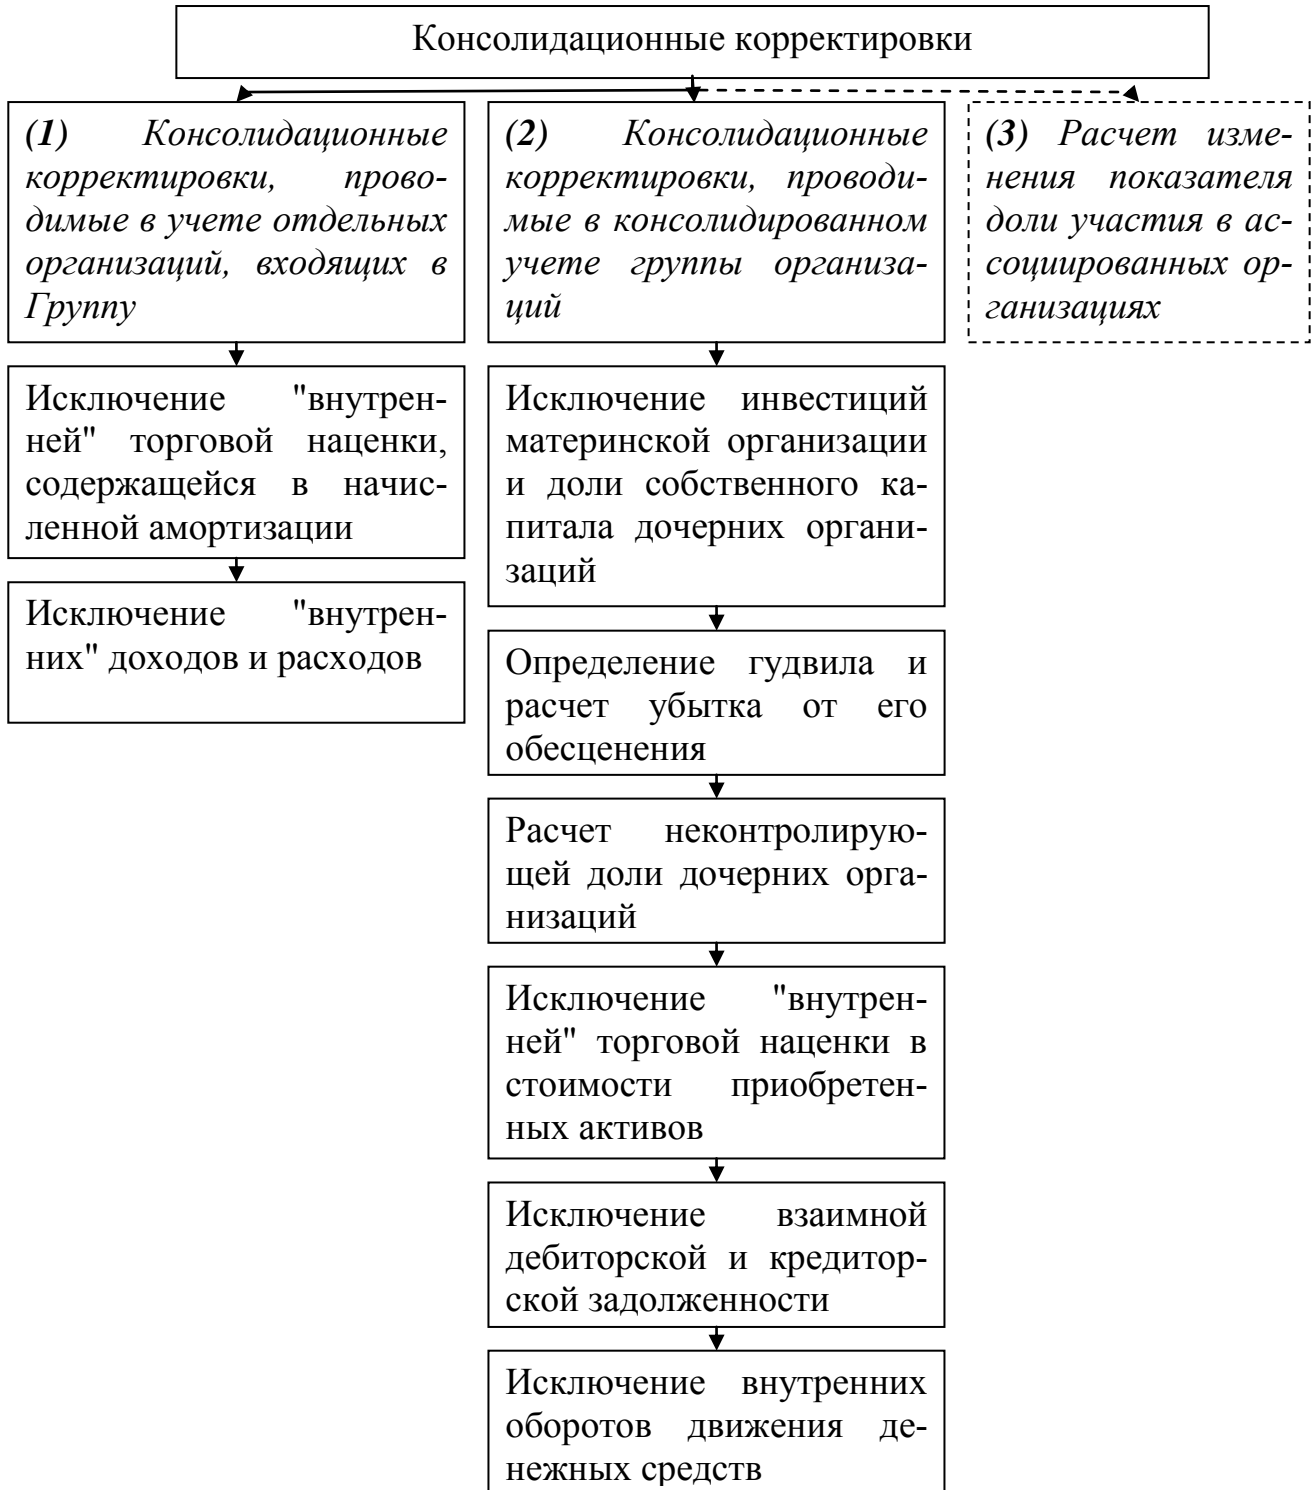 Консолидационные корректировки
(1) Консолидационные
корректировки, прово-
димые в учете отдельных
организаций, входящих в
Группу
(2) Консолидационные
корректировки, проводи-
мые в консолидированном
учете группы организа-
ций
(3) Расчет изме-
нения показателя
доли участия в ас-
социированных ор-
ганизациях
Исключение "внутрен-
ней" торговой наценки,
содержащейся в начис-
ленной амортизации
Исключение "внутрен-
них" доходов и расходов
Исключение инвестиций
материнской организации
и доли собственного ка-
питала дочерних органи-
заций
Определение гудвила и
расчет убытка от его
обесценения
Расчет неконтролирую-
щей доли дочерних орга-
низаций
Исключение "внутрен-
ней" торговой наценки в
стоимости приобретен-
ных активов
Исключение взаимной
дебиторской и кредитор-
ской задолженности
Исключение внутренних
оборотов движения де-
нежных средств